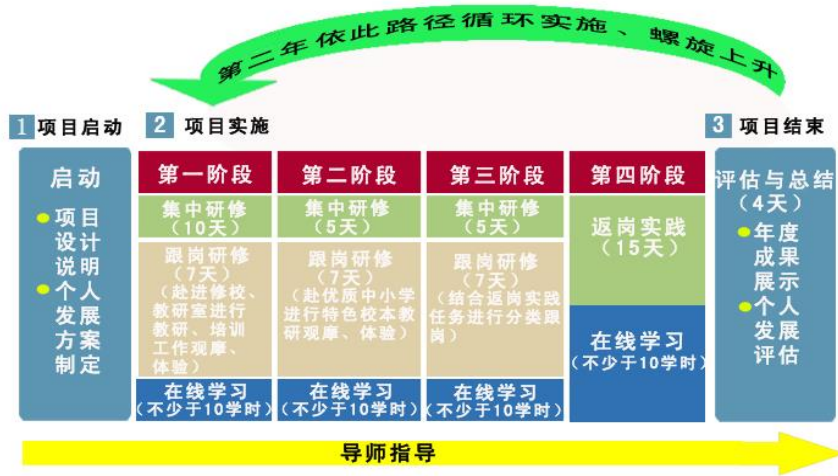 第二年依此路径循环实施、螺旋上升
1 项目启动
2 项目实施
3 项目结束
启动
项目
设计
说明
个人
发展
方案
制定
第一阶段
集中研修
（10天）
跟岗研修
（7天）
（赴进修校、
教研室进行
教研、培训
工作观摩、
体验）
在线学习
（不少于10学时）
第二阶段
集中研修
（5天）
跟岗研修
（7天）
（赴优质中小学
进行特色校本教
研观摩、体验）
在线学习
（不少于10学时）
第三阶段
集中研修
（5天）
跟岗研修
（7天）
（结合返岗实践
任务进行分类跟
岗）
在线学习
（不少于10学时）
第四阶段
返岗实践
（15天）
在线学习
（不少于10学时）
评估与总结
（4天）
年度
成果
展示
个人
发展
评估
导师指导